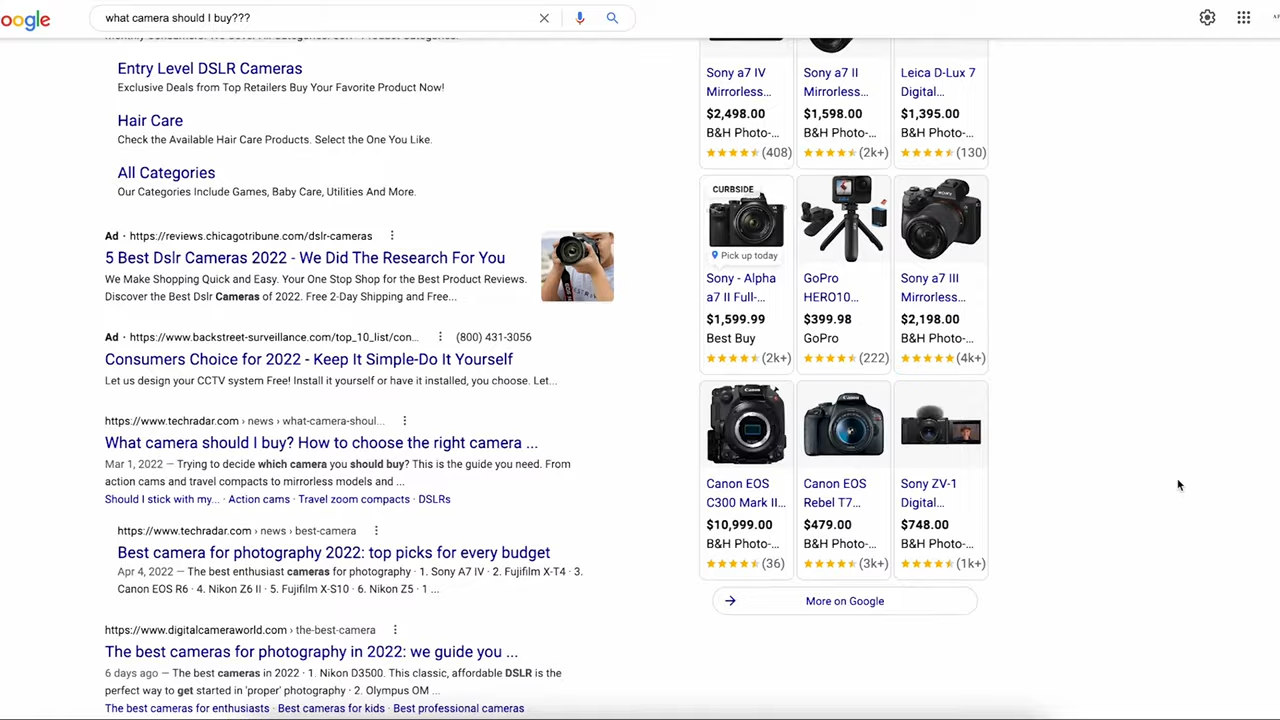 oogle
what camera should I buy???
Entry Level DSLR Cameras
Exclusive Deals from Top Retailers Buy Your Favorite Product Now!
Hair Care
Check the Available Hair Care Products. Select the One You Like.
All Categories
Our Categories Include Games, Baby Care, Utilities And More.
Ad · https://reviews.chicagotribune.com/dslr-cameras
5 Best Dslr Cameras 2022 - We Did The Research For You
We Make Shopping Quick and Easy. Your One Stop Shop for the Best Product Reviews.
Discover the Best Dslr Cameras of 2022. Free 2-Day Shipping and Free...
Ad · https://www.backstreet-surveillance.com/top_10_list/con... (800) 431-3056
Consumers Choice for 2022 - Keep It Simple-Do It Yourself
Let us design your CCTV system Free! Install it yourself or have it installed, you choose. Let...
https://www.techradar.com › news › what-camera-shoul...
What camera should I buy? How to choose the right camera ...
Mar 1, 2022 — Trying to decide which camera you should buy? This is the guide you need. From
action cams and travel compacts to mirrorless models and ...
Should I stick with my... · Action cams · Travel zoom compacts · DSLRs
https://www.techradar.com › news › best-camera
Best camera for photography 2022: top picks for every budget
Apr 4, 2022 — The best enthusiast cameras for photography · 1. Sony A7 IV · 2. Fujifilm X-T4 · 3.
Canon EOS R6 · 4. Nikon Z6 II · 5. Fujifilm X-S10 · 6. Nikon Z5 · 1 ...
https://www.digitalcameraworld.com › the-best-camera
The best cameras for photography in 2022: we guide you ...
6 days ago — The best cameras in 2022 · 1. Nikon D3500. This classic, affordable DSLR is the
perfect way to get started in 'proper' photography · 2. Olympus OM ...
The best cameras for enthusiasts · Best cameras for kids · Best professional cameras
Sony a7 IV
Mirrorless...
$2,498.00
B&H Photo-...
(408)
Sony a7 II
Mirrorless...
$1,598.00
B&H Photo-...
(2k+)
Leica D-Lux 7
Digital...
$1,395.00
B&H Photo-...
(130)
CURBSIDE
Pick up today
Sony - Alpha
a7 II Full-...
$1,599.99
Best Buy
(2k+)
GoPro
HERO10...
$399.98
GoPro
(222)
SONY
Sony a7 III
Mirrorless...
$2,198.00
B&H Photo-...
(4k+)
Canon
Canon EOS
C300 Mark II...
$10,999.00
B&H Photo-...
(36)
Canon
Canon EOS
Rebel T7 ...
$479.00
B&H Photo-...
(3k+)
Sony ZV-1
Digital...
$748.00
B&H Photo-...
(1k+)
More on Google